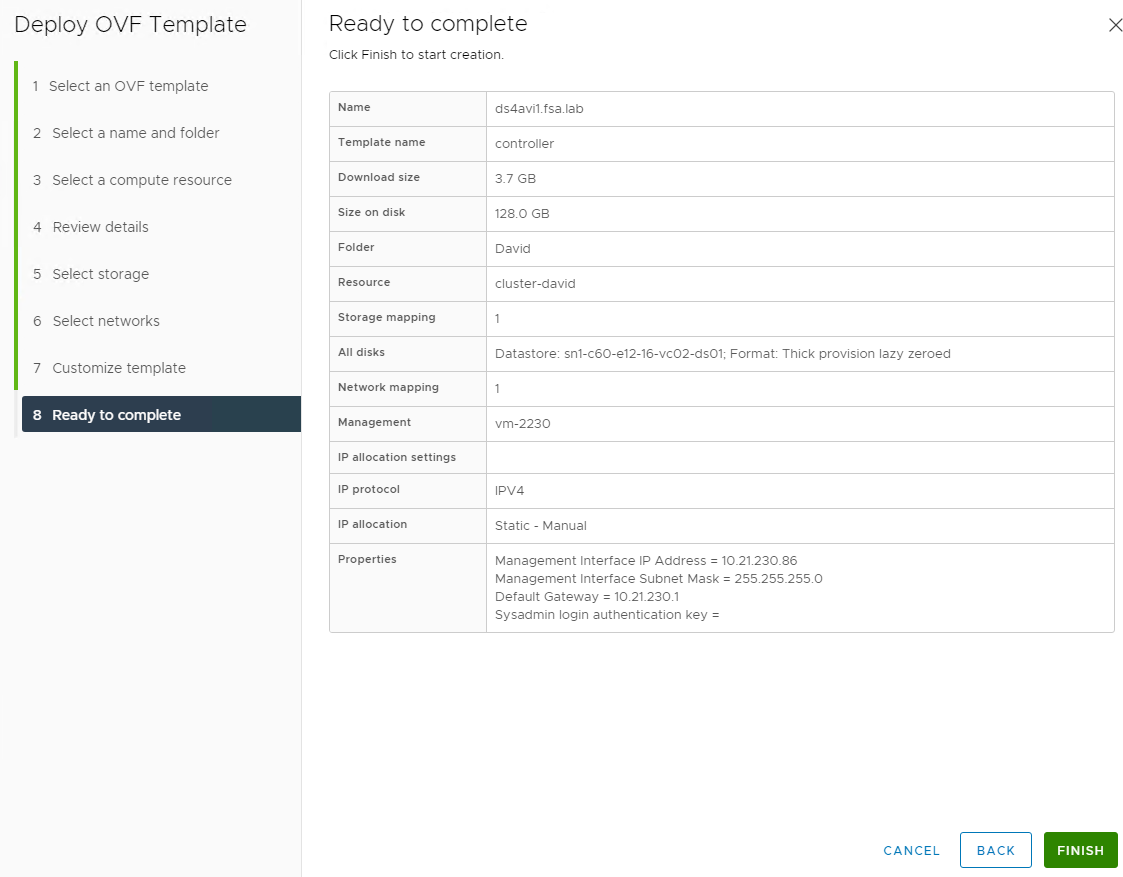 Deploy OVF Template
1 Select an OVF template
2 Select a name and folder
3 Select a compute resource
4 Review details
5 Select storage
6 Select networks
7 Customize template
8 Ready to complete
Ready to complete
Click Finish to start creation.
Name ds4avi1.fsa.lab
Template name controller
Download size 3.7 GB
Size on disk 128.0 GB
Folder David
Resource cluster-david
Storage mapping 1
All disks Datastore: sn1-c60-e12-16-vc02-ds01; Format: Thick provision lazy zeroed
Network mapping 1
Management vm-2230
IP allocation settings
IP protocol IPV4
IP allocation Static - Manual
Properties Management Interface IP Address = 10.21.230.86
Management Interface Subnet Mask = 255.255.255.0
Default Gateway = 10.21.230.1
Sysadmin login authentication key =
CANCEL BACK FINISH